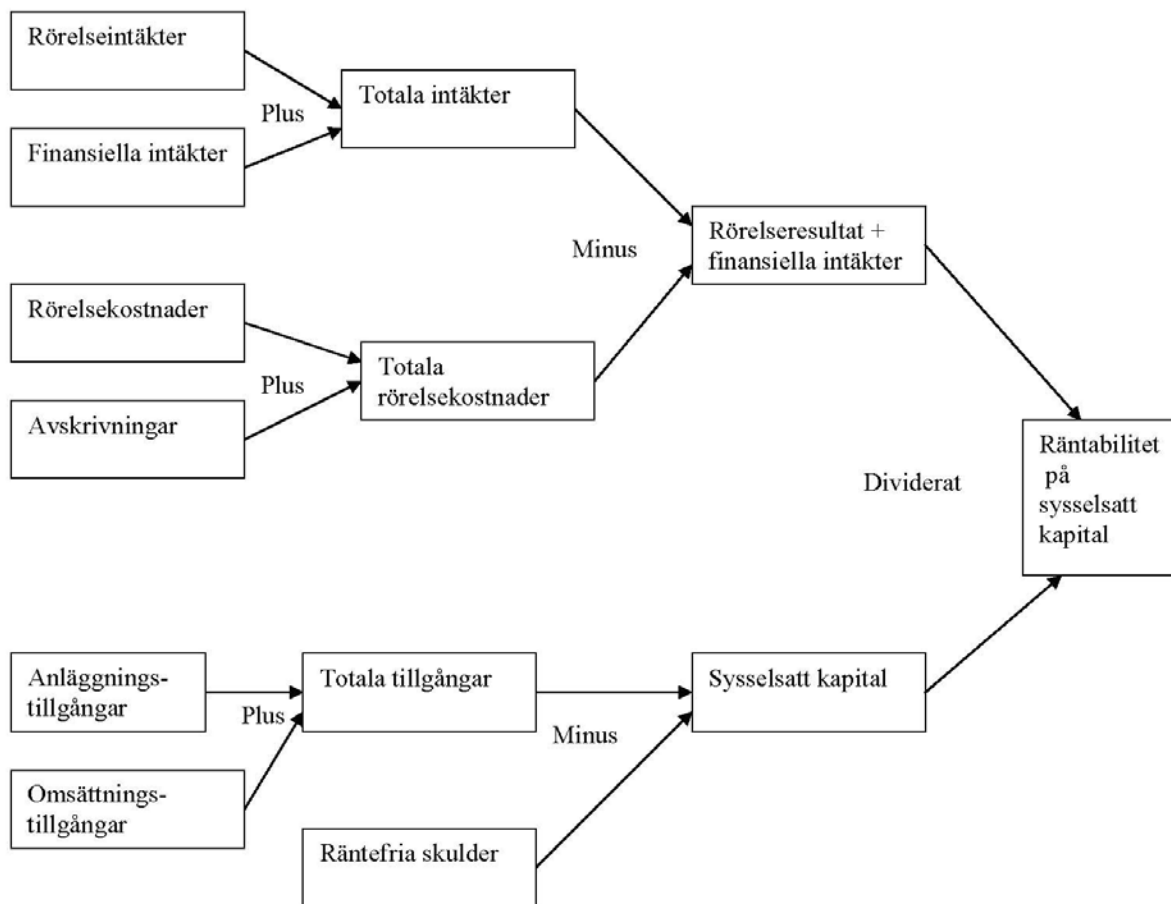 Rörelseintäkter
Plus
Totala intäkter
Finansiella intäkter
Minus
Rörelseresultat +
finansiella intäkter
Rörelsekostnader
Plus
Totala
rörelsekostnader
Avskrivningar
Dividerat
Räntabilitet
på
sysselsatt
kapital
Anläggnings-
tillgångar
Plus
Totala tillgångar
Minus
Sysselsatt kapital
Omsättnings-
tillgångar
Räntefria skulder